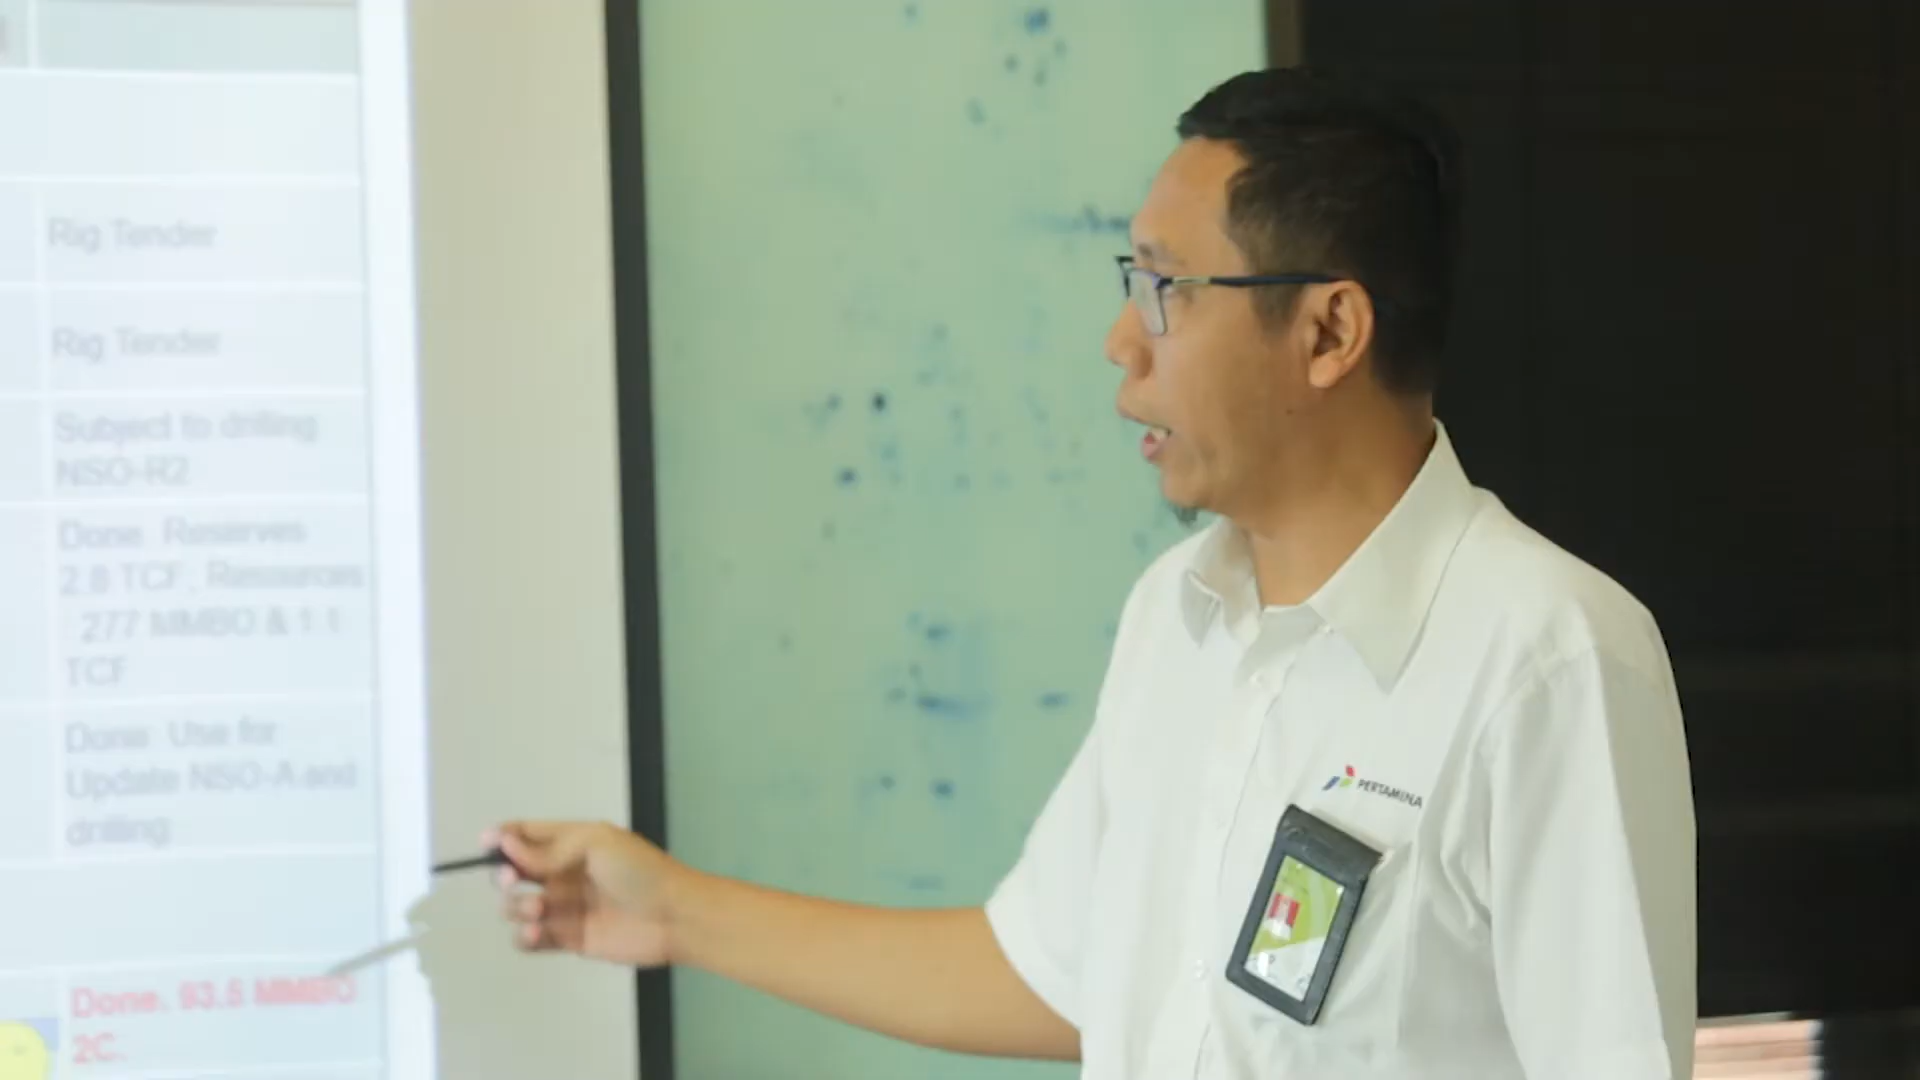 Rig Tender
Rig Tender
Subject to drilling
NSO-R2
Done. Reserves
2.8 TCF, Resources
277 MMBO & 1.1
TCF
Done. Use for
Update NSO-A and
drilling
Done. 93.5 MMBO
2C.
PERTAMINA